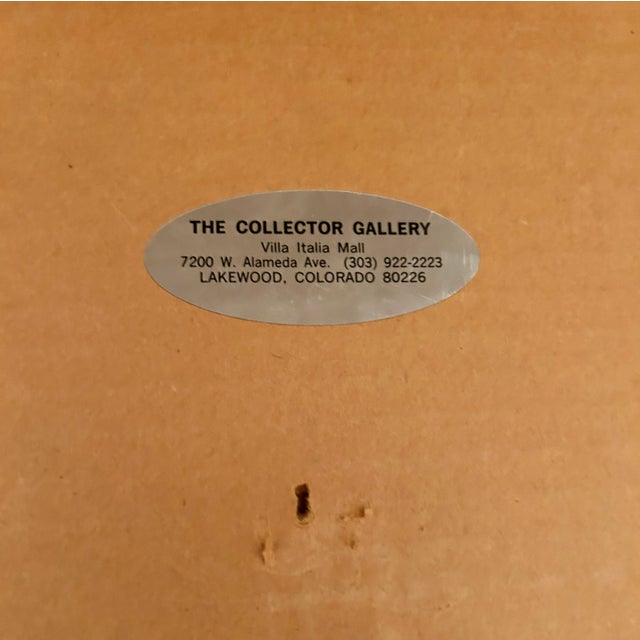 THE COLLECTOR GALLERY
Villa Italia Mall
7200 W. Alameda Ave. (303) 922-2223
LAKEWOOD, COLORADO 80226